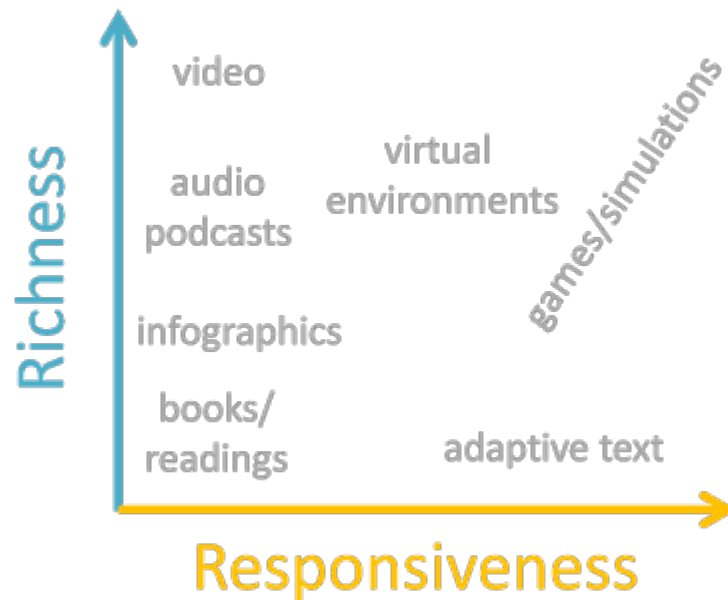 Richness
video
audio
podcasts
virtual
environments
games/simulations
infographics
books/
readings
adaptive text
Responsiveness